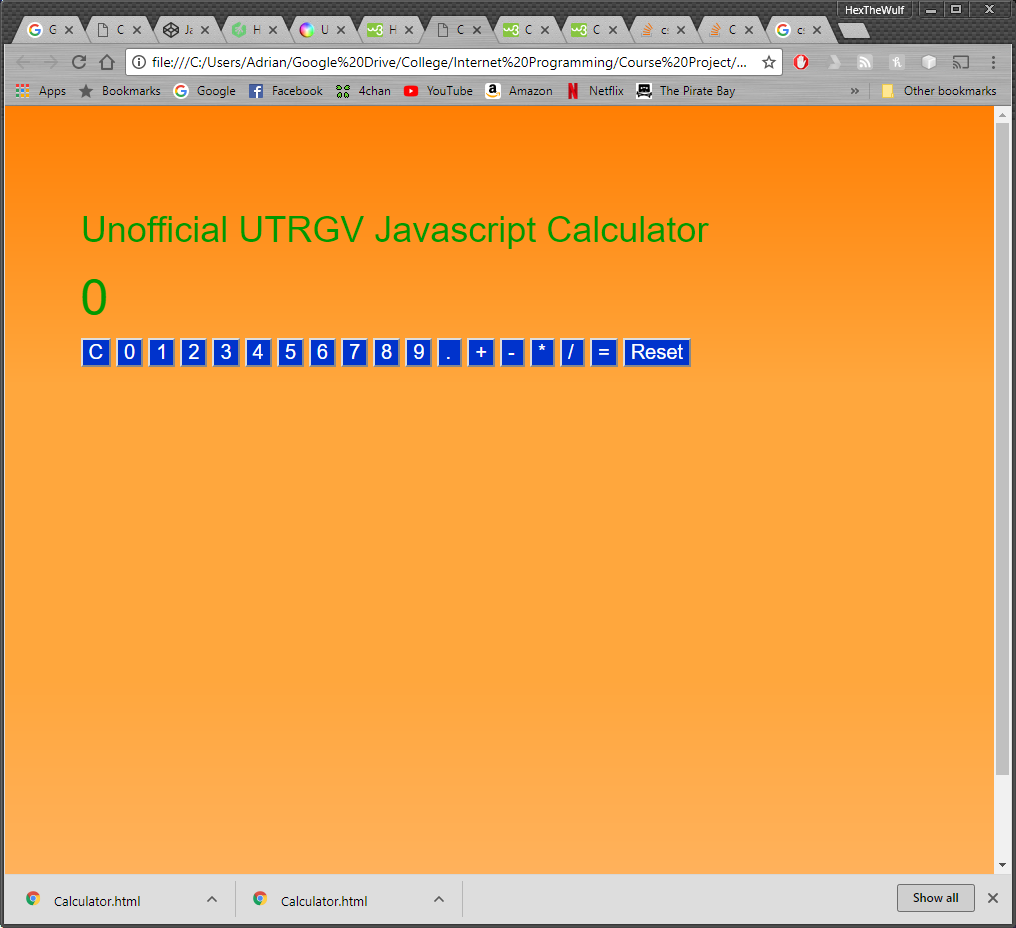 HexTheWulf
G C Ja H U H C C C cs C cs
file:///C:/Users/Adrian/Google%20Drive/College/Internet%20Programming/Course%20Project/...
Apps Bookmarks Google Facebook 4chan YouTube Amazon Netflix The Pirate Bay » Other bookmarks
Unofficial UTRGV Javascript Calculator
0
C 0 1 2 3 4 5 6 7 8 9 . + - * / = Reset
Calculator.html Calculator.html Show all